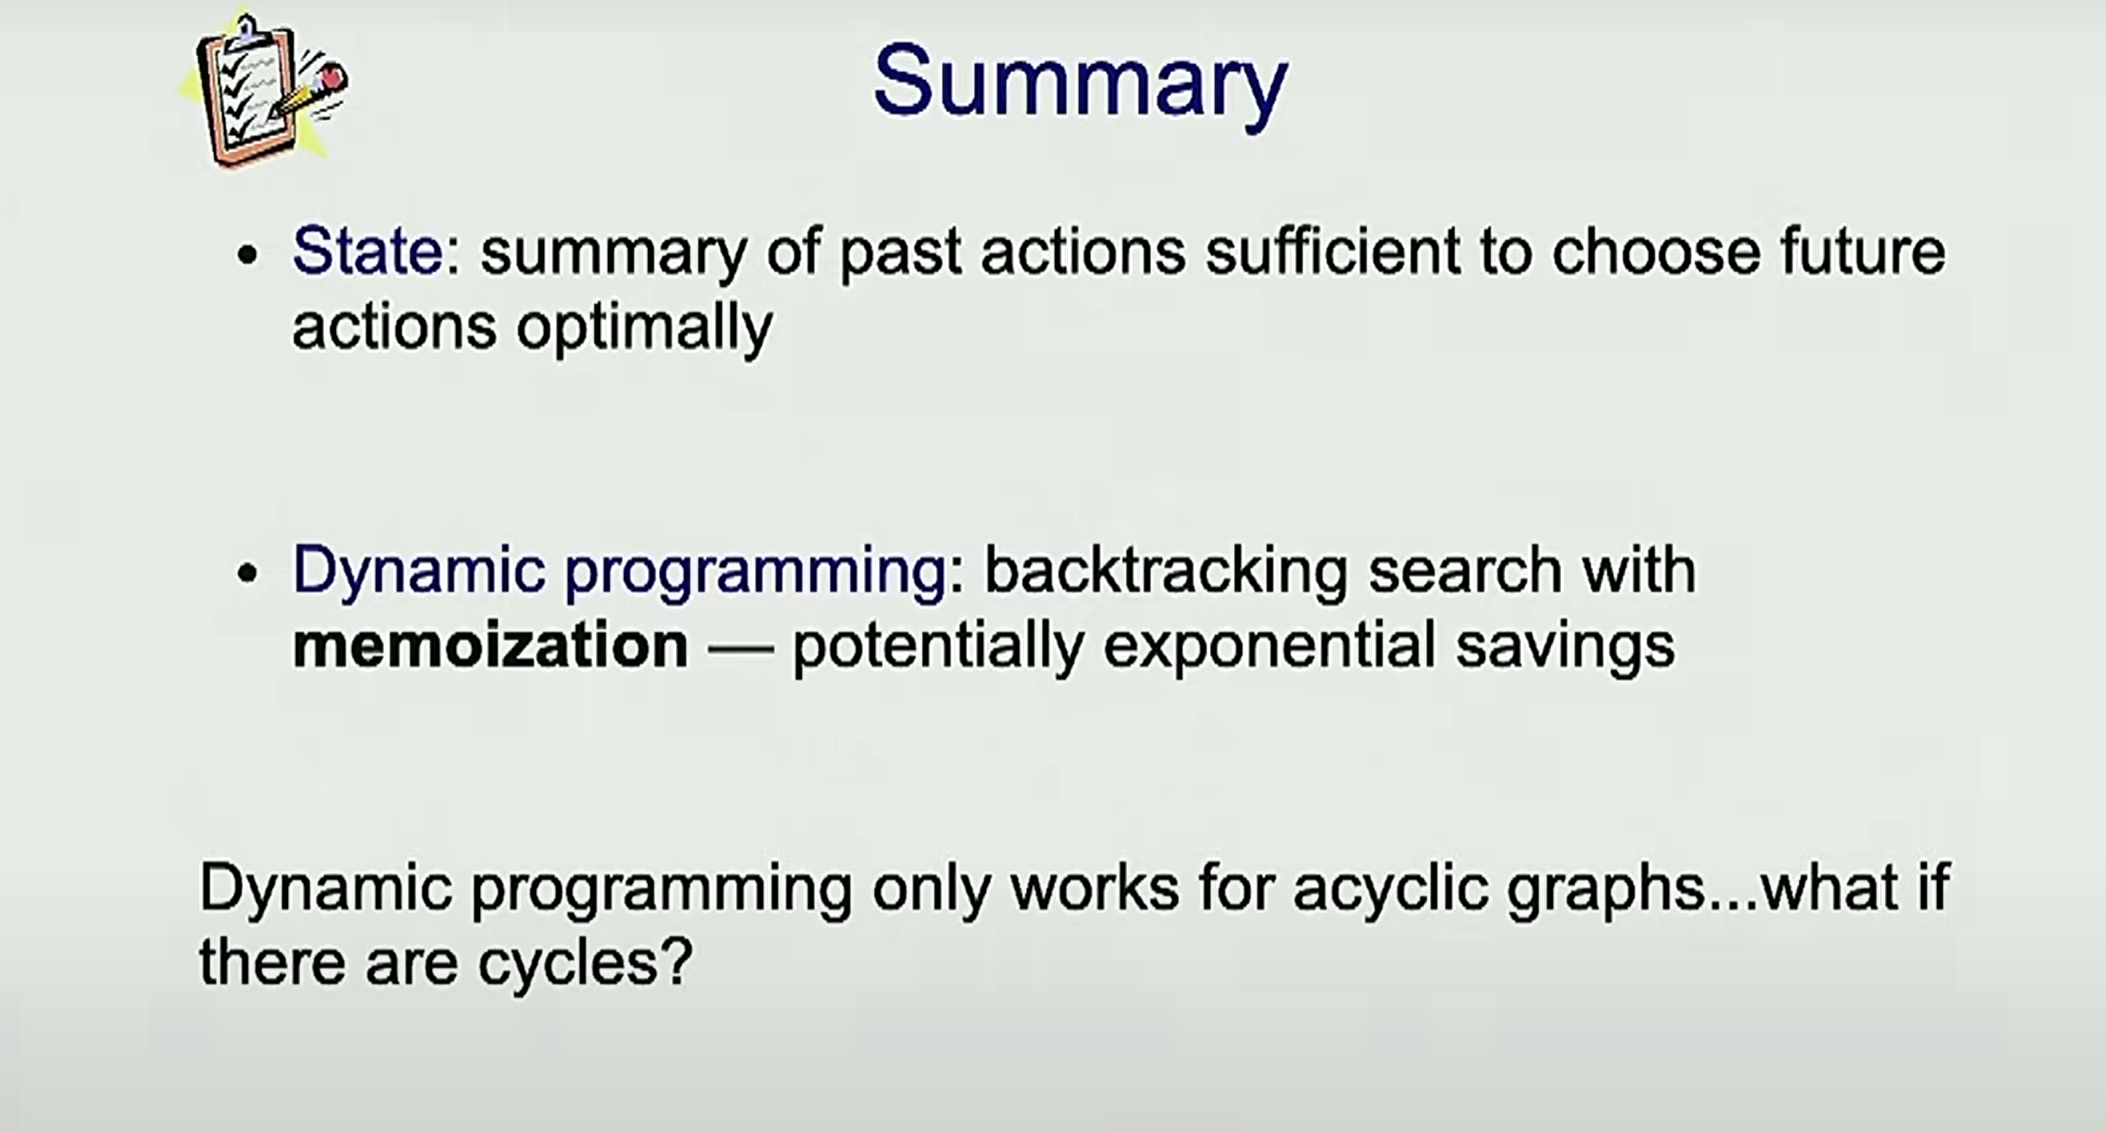 Summary
• State: summary of past actions sufficient to choose future
actions optimally
• Dynamic programming: backtracking search with
memoization — potentially exponential savings
Dynamic programming only works for acyclic graphs...what if
there are cycles?